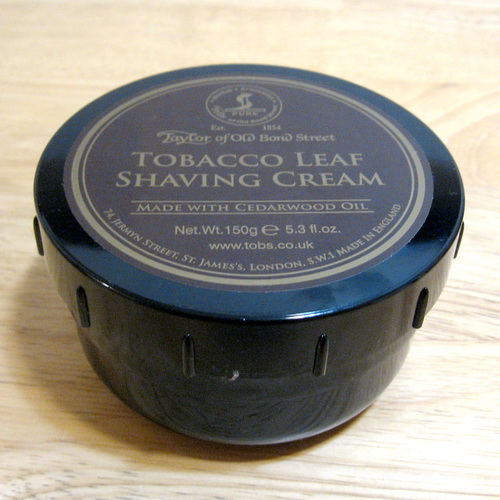 PURE
Est. 1854
Taylor of Old Bond Street
TOBACCO LEAF
SHAVING CREAM
MADE WITH CEDARWOOD OIL
Net.Wt.150g ℮ 5.3 fl.oz.
www.tobs.co.uk
74, JERMYN STREET, ST. JAMES'S, LONDON, S.W.1 MADE IN ENGLAND